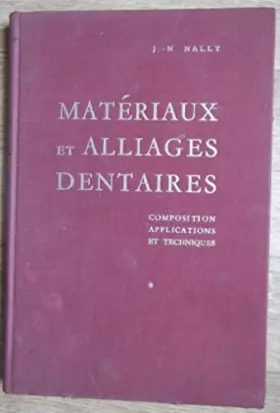 J.-N NALLY
MATÉRIAUX
ET ALLIAGES
DENTAIRES
COMPOSITION
APPLICATIONS
ET TECHNIQUES